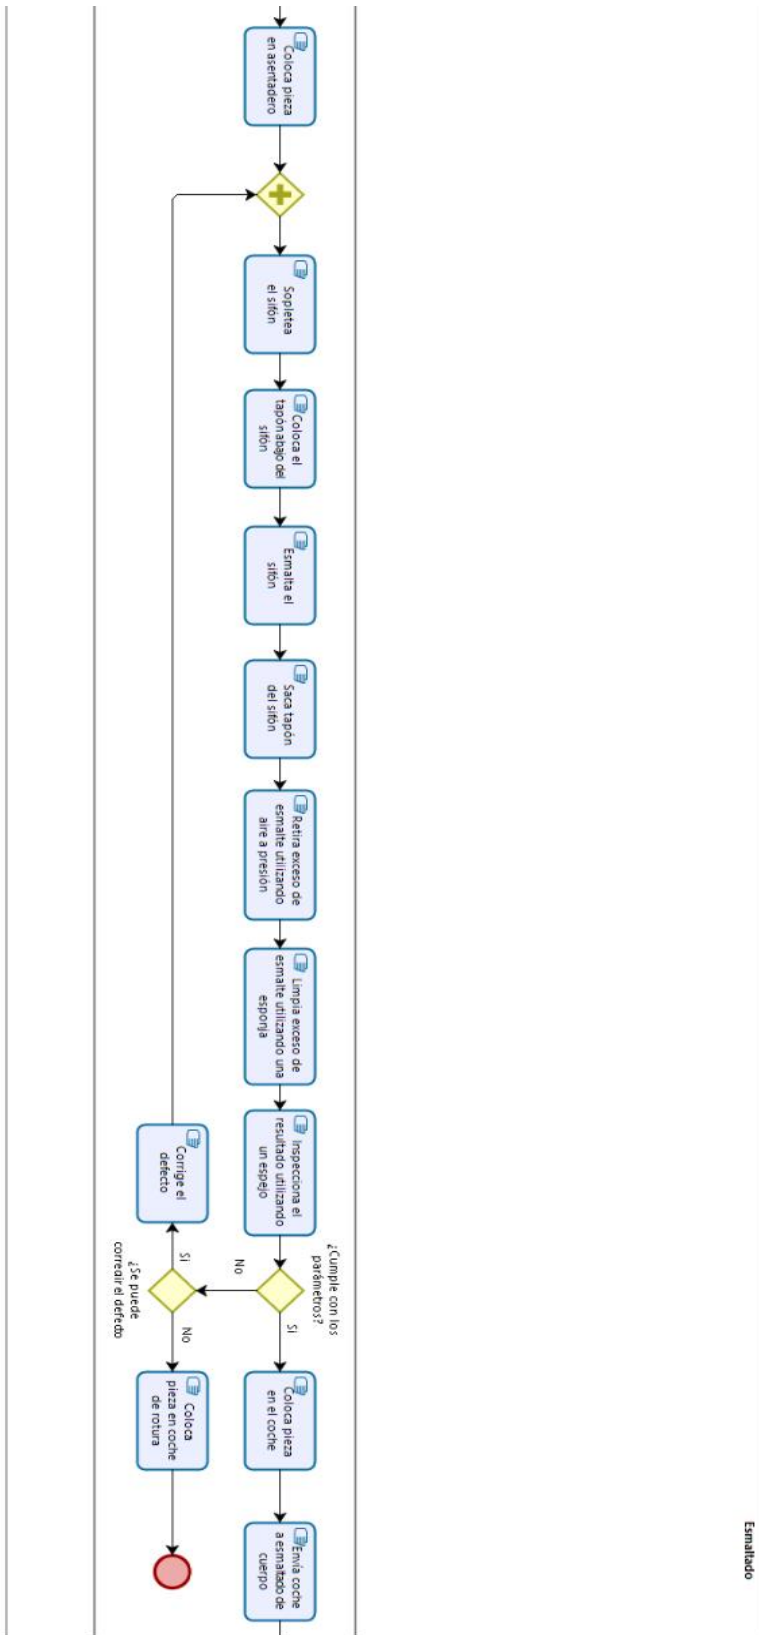 Coloca pieza
en asentadero
Sopletea
el sifón
Coloca el
tapón abajo del
sifón
Esmalta el
sifón
Saca tapón
del sifón
Retira exceso de
esmalte utilizando
aire a presión
Limpia exceso de
esmalte utilizando una
esponja
Inspecciona el
resultado utilizando
un espejo
¿Cumple con los
parámetros?
Si
No
¿Se puede
corregir el defecto
Si
No
Corrige el
defecto
Coloca pieza
en el coche
Coloca
pieza en coche
de rotura
Envía coche
a esmaltado de
cuerpo
Esmaltado